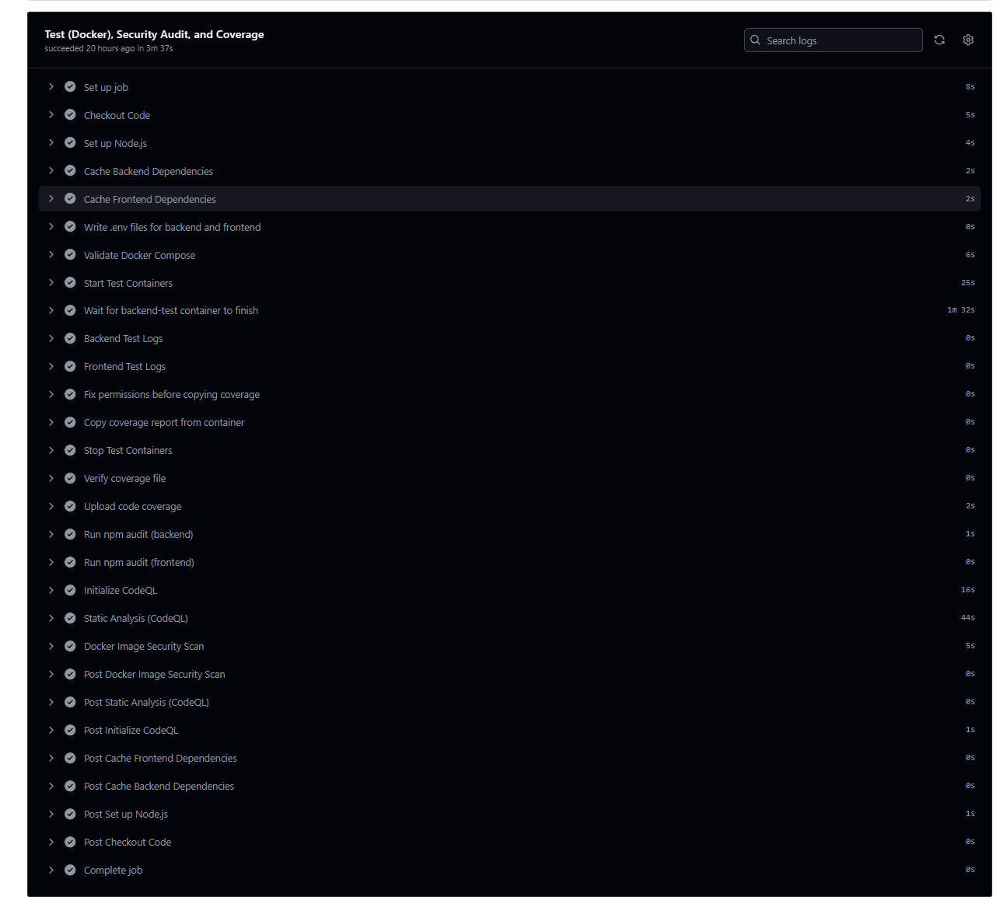 Test (Docker), Security Audit, and Coverage
succeeded 20 hours ago in 3m 37s
Search logs
Set up job 8s
Checkout Code 5s
Set up Node.js 4s
Cache Backend Dependencies 2s
Cache Frontend Dependencies 2s
Write .env files for backend and frontend 0s
Validate Docker Compose 6s
Start Test Containers 25s
Wait for backend-test container to finish 1m 32s
Backend Test Logs 0s
Frontend Test Logs 0s
Fix permissions before copying coverage 0s
Copy coverage report from container 0s
Stop Test Containers 0s
Verify coverage file 0s
Upload code coverage 2s
Run npm audit (backend) 1s
Run npm audit (frontend) 0s
Initialize CodeQL 16s
Static Analysis (CodeQL) 44s
Docker Image Security Scan 5s
Post Docker Image Security Scan 0s
Post Static Analysis (CodeQL) 0s
Post Initialize CodeQL 1s
Post Cache Frontend Dependencies 0s
Post Cache Backend Dependencies 0s
Post Set up Node.js 1s
Post Checkout Code 0s
Complete job 0s